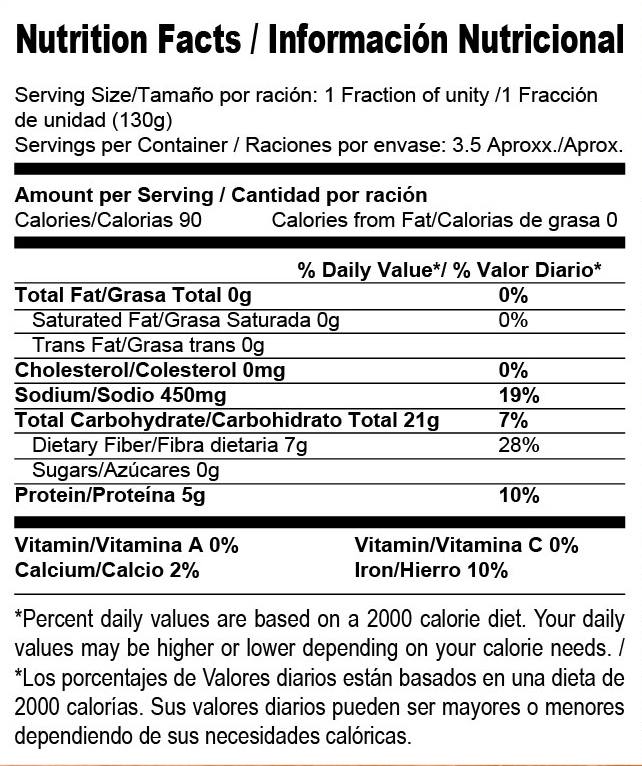 Nutrition Facts / Información Nutricional
Serving Size/Tamaño por ración: 1 Fraction of unity /1 Fracción
de unidad (130g)
Servings per Container / Raciones por envase: 3.5 Aproxx./Aprox.
Amount per Serving / Cantidad por ración
Calories/Calorias 90 Calories from Fat/Calorias de grasa 0
% Daily Value*/ % Valor Diario*
Total Fat/Grasa Total 0g 0%
Saturated Fat/Grasa Saturada 0g 0%
Trans Fat/Grasa trans 0g
Cholesterol/Colesterol 0mg 0%
Sodium/Sodio 450mg 19%
Total Carbohydrate/Carbohidrato Total 21g 7%
Dietary Fiber/Fibra dietaria 7g 28%
Sugars/Azúcares 0g
Protein/Proteína 5g 10%
Vitamin/Vitamina A 0% Vitamin/Vitamina C 0%
Calcium/Calcio 2% Iron/Hierro 10%
*Percent daily values are based on a 2000 calorie diet. Your daily
values may be higher or lower depending on your calorie needs. /
*Los porcentajes de Valores diarios están basados en una dieta de
2000 calorías. Sus valores diarios pueden ser mayores o menores
dependiendo de sus necesidades calóricas.